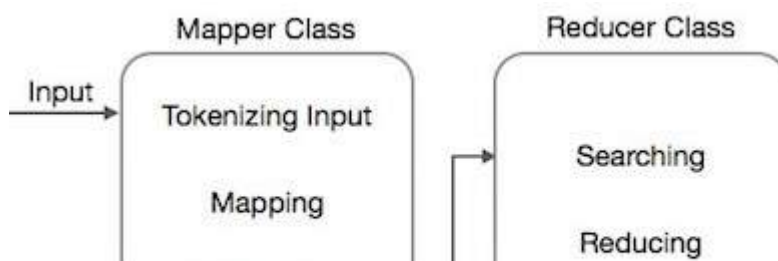 Mapper Class
Reducer Class
Input
Tokenizing Input
Searching
Mapping
Reducing